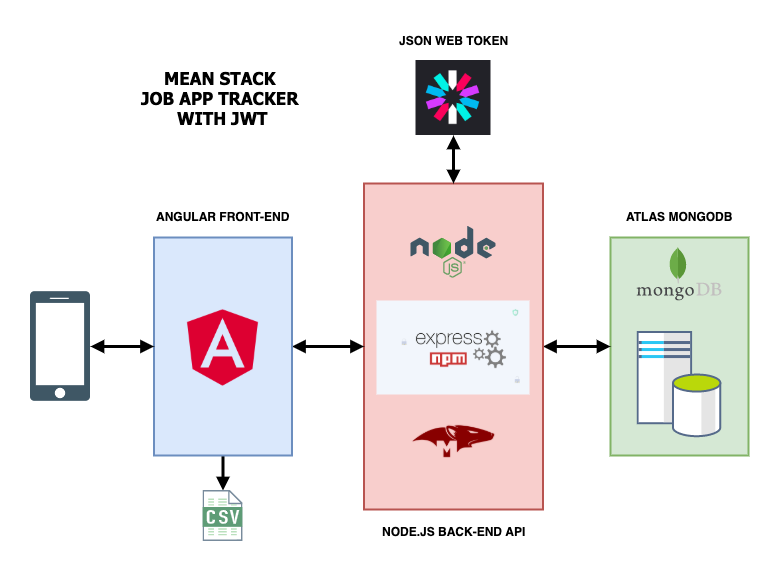 JSON WEB TOKEN
MEAN STACK
JOB APP TRACKER
WITH JWT
ANGULAR FRONT-END
ATLAS MONGODB
node
JS
mongoDB
express
npm
A
M
CSV
NODE.JS BACK-END API